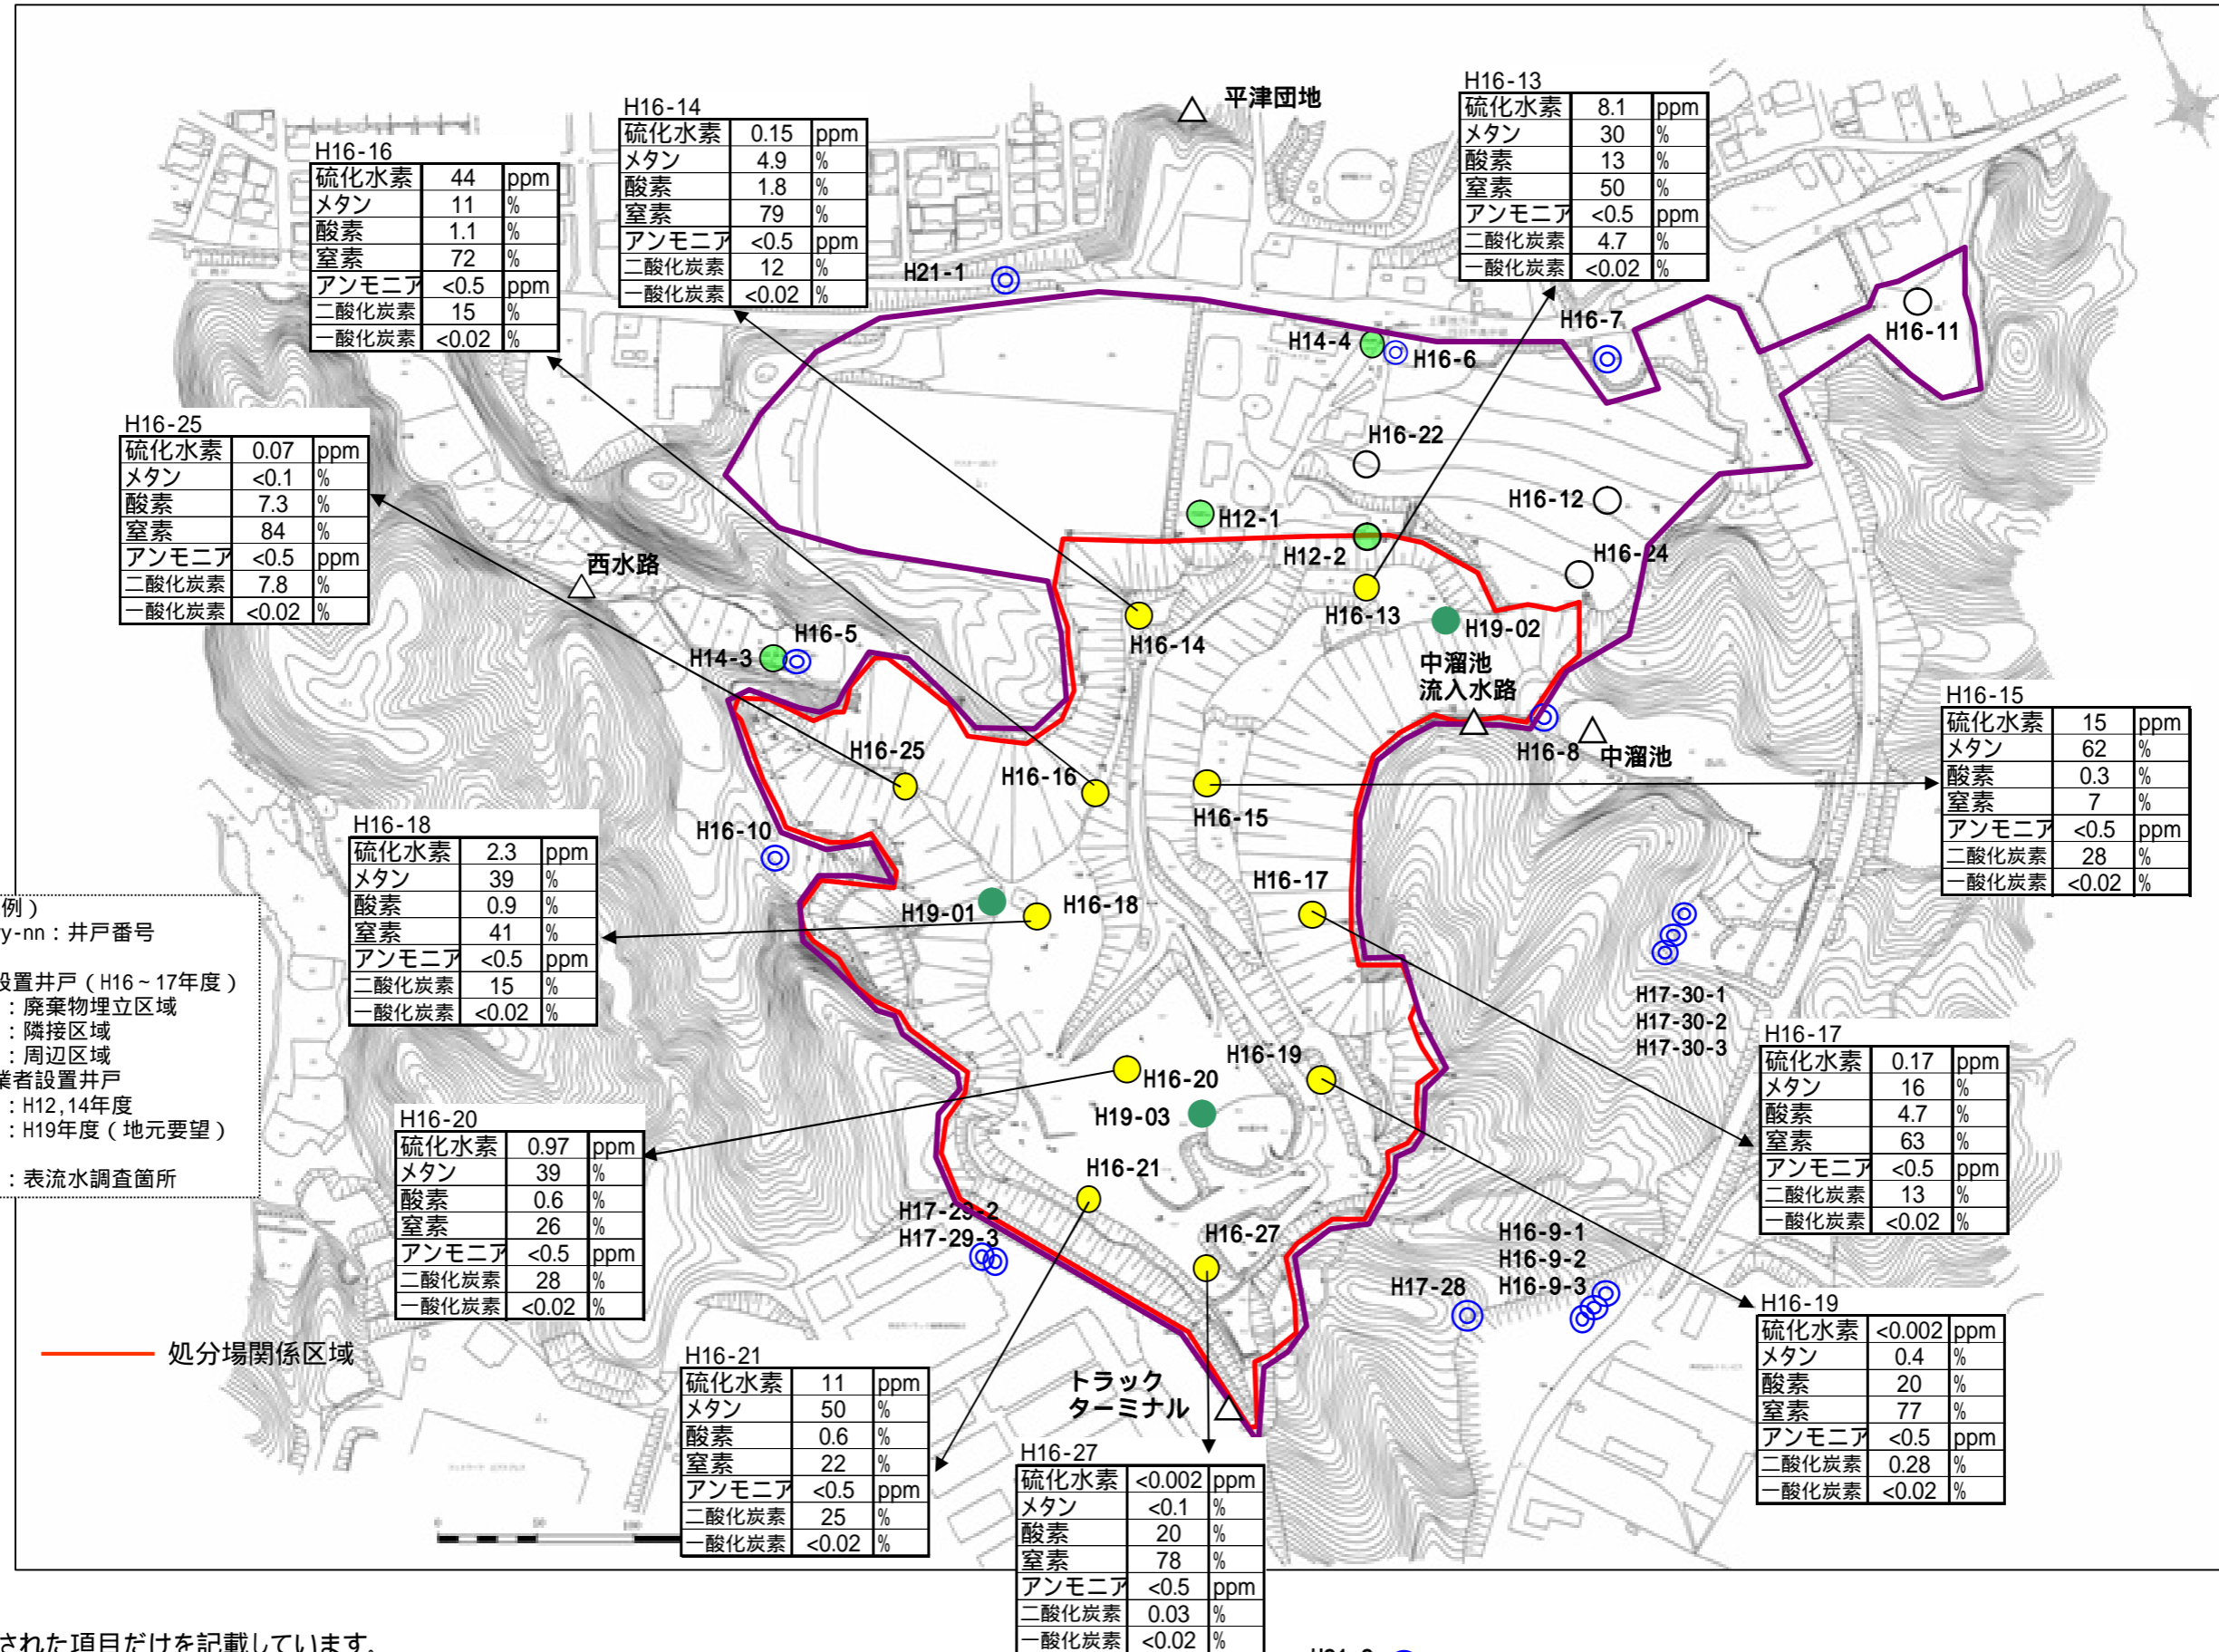 平津団地
H16-13
硫化水素 8.1 ppm
メタン 30 %
酸素 13 %
窒素 50 %
アンモニア <0.5 ppm
二酸化炭素 4.7 %
一酸化炭素 <0.02 %
H16-14
硫化水素 0.15 ppm
メタン 4.9 %
酸素 1.8 %
窒素 79 %
アンモニア <0.5 ppm
二酸化炭素 12 %
一酸化炭素 <0.02 %
H16-16
硫化水素 44 ppm
メタン 11 %
酸素 1.1 %
窒素 72 %
アンモニア <0.5 ppm
二酸化炭素 15 %
一酸化炭素 <0.02 %
H21-1
H14-4
H16-6
H16-7
H16-11
H16-25
硫化水素 0.07 ppm
メタン <0.1 %
酸素 7.3 %
窒素 84 %
アンモニア <0.5 ppm
二酸化炭素 7.8 %
一酸化炭素 <0.02 %
H16-22
H16-12
H12-1
H12-2
H16-24
西水路
H16-13
H19-02
H16-14
H16-5
H14-3
中溜池
流入水路
H16-8
中溜池
H16-15
硫化水素 15 ppm
メタン 62 %
酸素 0.3 %
窒素 7 %
アンモニア <0.5 ppm
二酸化炭素 28 %
一酸化炭素 <0.02 %
H16-25
H16-16
H16-15
H16-10
H16-18
硫化水素 2.3 ppm
メタン 39 %
酸素 0.9 %
窒素 41 %
アンモニア <0.5 ppm
二酸化炭素 15 %
一酸化炭素 <0.02 %
H16-17
H19-01
H16-18
例）
y-nn：井戸番号
設置井戸（H16～17年度）
：廃棄物埋立区域
：隣接区域
：周辺区域
業者設置井戸
：H12,14年度
：H19年度（地元要望）
：表流水調査箇所
H17-30-1
H17-30-2
H17-30-3
H16-17
硫化水素 0.17 ppm
メタン 16 %
酸素 4.7 %
窒素 63 %
アンモニア <0.5 ppm
二酸化炭素 13 %
一酸化炭素 <0.02 %
H16-19
H16-20
H19-03
H16-20
硫化水素 0.97 ppm
メタン 39 %
酸素 0.6 %
窒素 26 %
アンモニア <0.5 ppm
二酸化炭素 28 %
一酸化炭素 <0.02 %
H16-21
H17-29-2
H17-29-3
H16-27
H16-9-1
H16-9-2
H16-9-3
H17-28
H16-19
硫化水素 <0.002 ppm
メタン 0.4 %
酸素 20 %
窒素 77 %
アンモニア <0.5 ppm
二酸化炭素 0.28 %
一酸化炭素 <0.02 %
処分場関係区域
H16-21
硫化水素 11 ppm
メタン 50 %
酸素 0.6 %
窒素 22 %
アンモニア <0.5 ppm
二酸化炭素 25 %
一酸化炭素 <0.02 %
トラック
ターミナル
H16-27
硫化水素 <0.002 ppm
メタン <0.1 %
酸素 20 %
窒素 78 %
アンモニア <0.5 ppm
二酸化炭素 0.03 %
一酸化炭素 <0.02 %
0 50 100
された項目だけを記載しています。